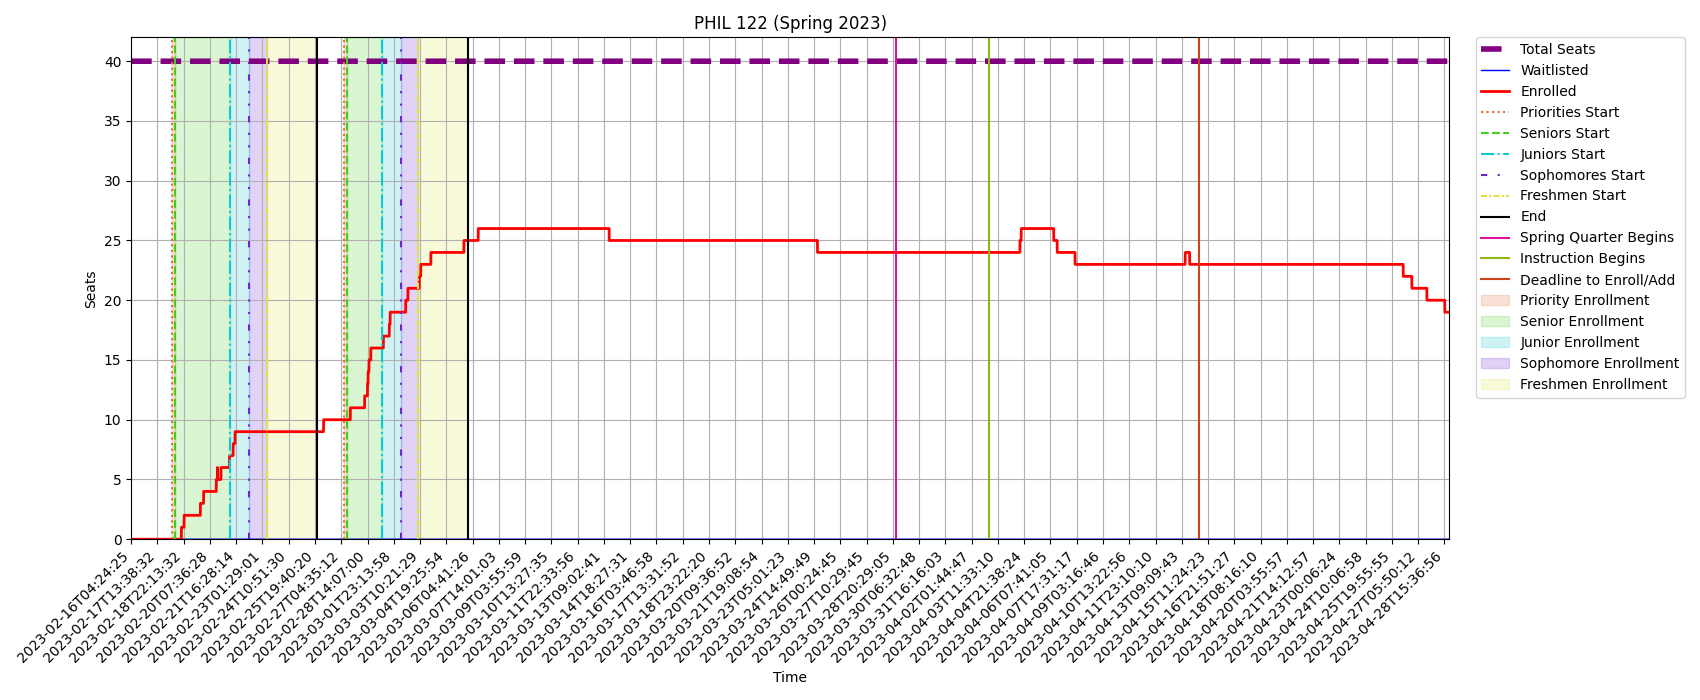 PHIL 122 (Spring 2023)
40
35
30
25
20
15
10
5
0
Seats
2023-02-16T04:24:25
2023-02-17T13:38:32
2023-02-18T22:13:32
2023-02-20T07:36:28
2023-02-21T16:28:14
2023-02-23T01:29:01
2023-02-24T10:51:30
2023-02-25T19:40:20
2023-02-27T04:35:12
2023-02-28T14:07:00
2023-03-01T23:13:58
2023-03-03T10:21:29
2023-03-04T19:25:54
2023-03-06T04:41:26
2023-03-07T14:01:03
2023-03-09T03:55:59
2023-03-10T13:27:35
2023-03-11T22:33:56
2023-03-13T09:02:41
2023-03-14T18:27:31
2023-03-16T03:46:58
2023-03-17T13:31:52
2023-03-18T23:22:20
2023-03-20T09:36:52
2023-03-21T19:08:54
2023-03-23T05:01:23
2023-03-24T14:49:49
2023-03-26T00:24:45
2023-03-27T10:29:45
2023-03-28T20:29:05
2023-03-30T06:32:48
2023-03-31T16:16:03
2023-04-02T01:44:47
2023-04-03T11:33:10
2023-04-04T21:38:24
2023-04-06T07:41:05
2023-04-07T17:31:17
2023-04-09T03:16:46
2023-04-10T13:22:56
2023-04-11T23:10:10
2023-04-13T09:09:43
2023-04-15T11:24:23
2023-04-16T21:51:27
2023-04-18T08:16:10
2023-04-20T03:55:57
2023-04-21T14:12:57
2023-04-23T00:06:24
2023-04-24T10:06:58
2023-04-25T19:55:55
2023-04-27T05:50:12
2023-04-28T15:36:56
Time
Total Seats
Waitlisted
Enrolled
Priorities Start
Seniors Start
Juniors Start
Sophomores Start
Freshmen Start
End
Spring Quarter Begins
Instruction Begins
Deadline to Enroll/Add
Priority Enrollment
Senior Enrollment
Junior Enrollment
Sophomore Enrollment
Freshmen Enrollment